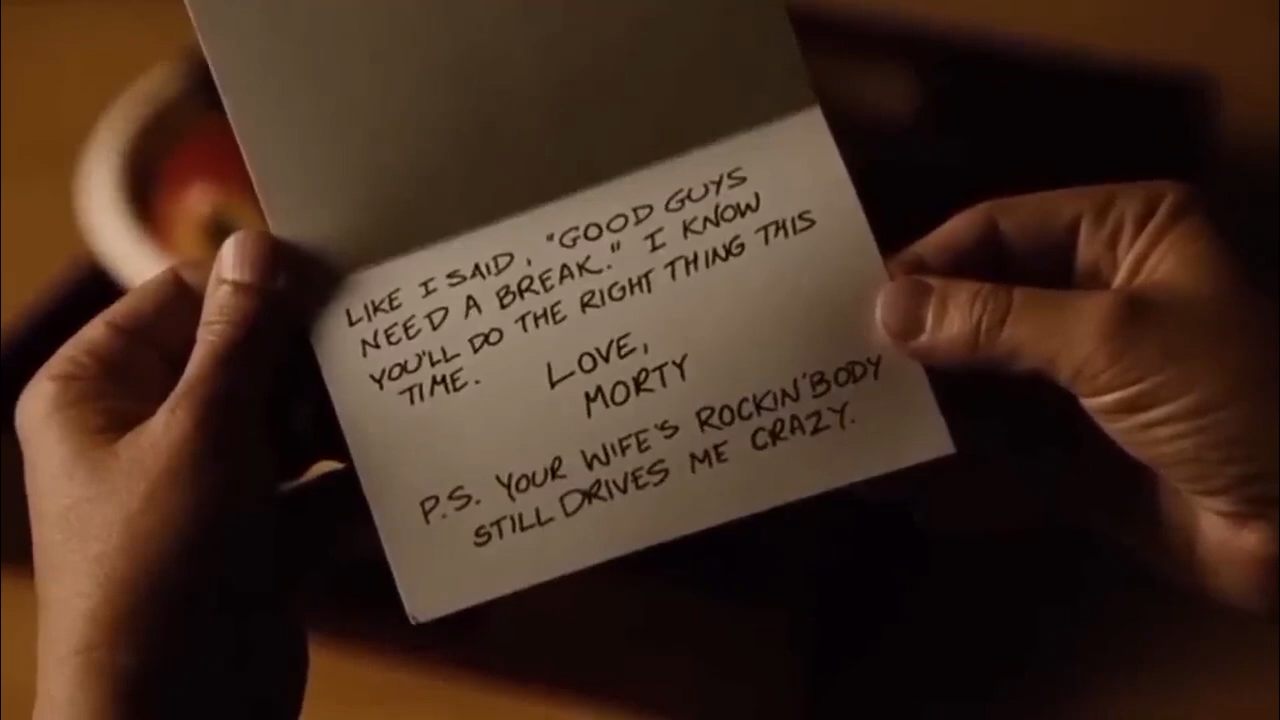 LIKE I SAID, "GOOD GUYS
NEED A BREAK." I KNOW
YOU'LL DO THE RIGHT THING THIS
TIME.
LOVE,
MORTY
P.S. YOUR WIFE'S ROCKIN' BODY
STILL DRIVES ME CRAZY.